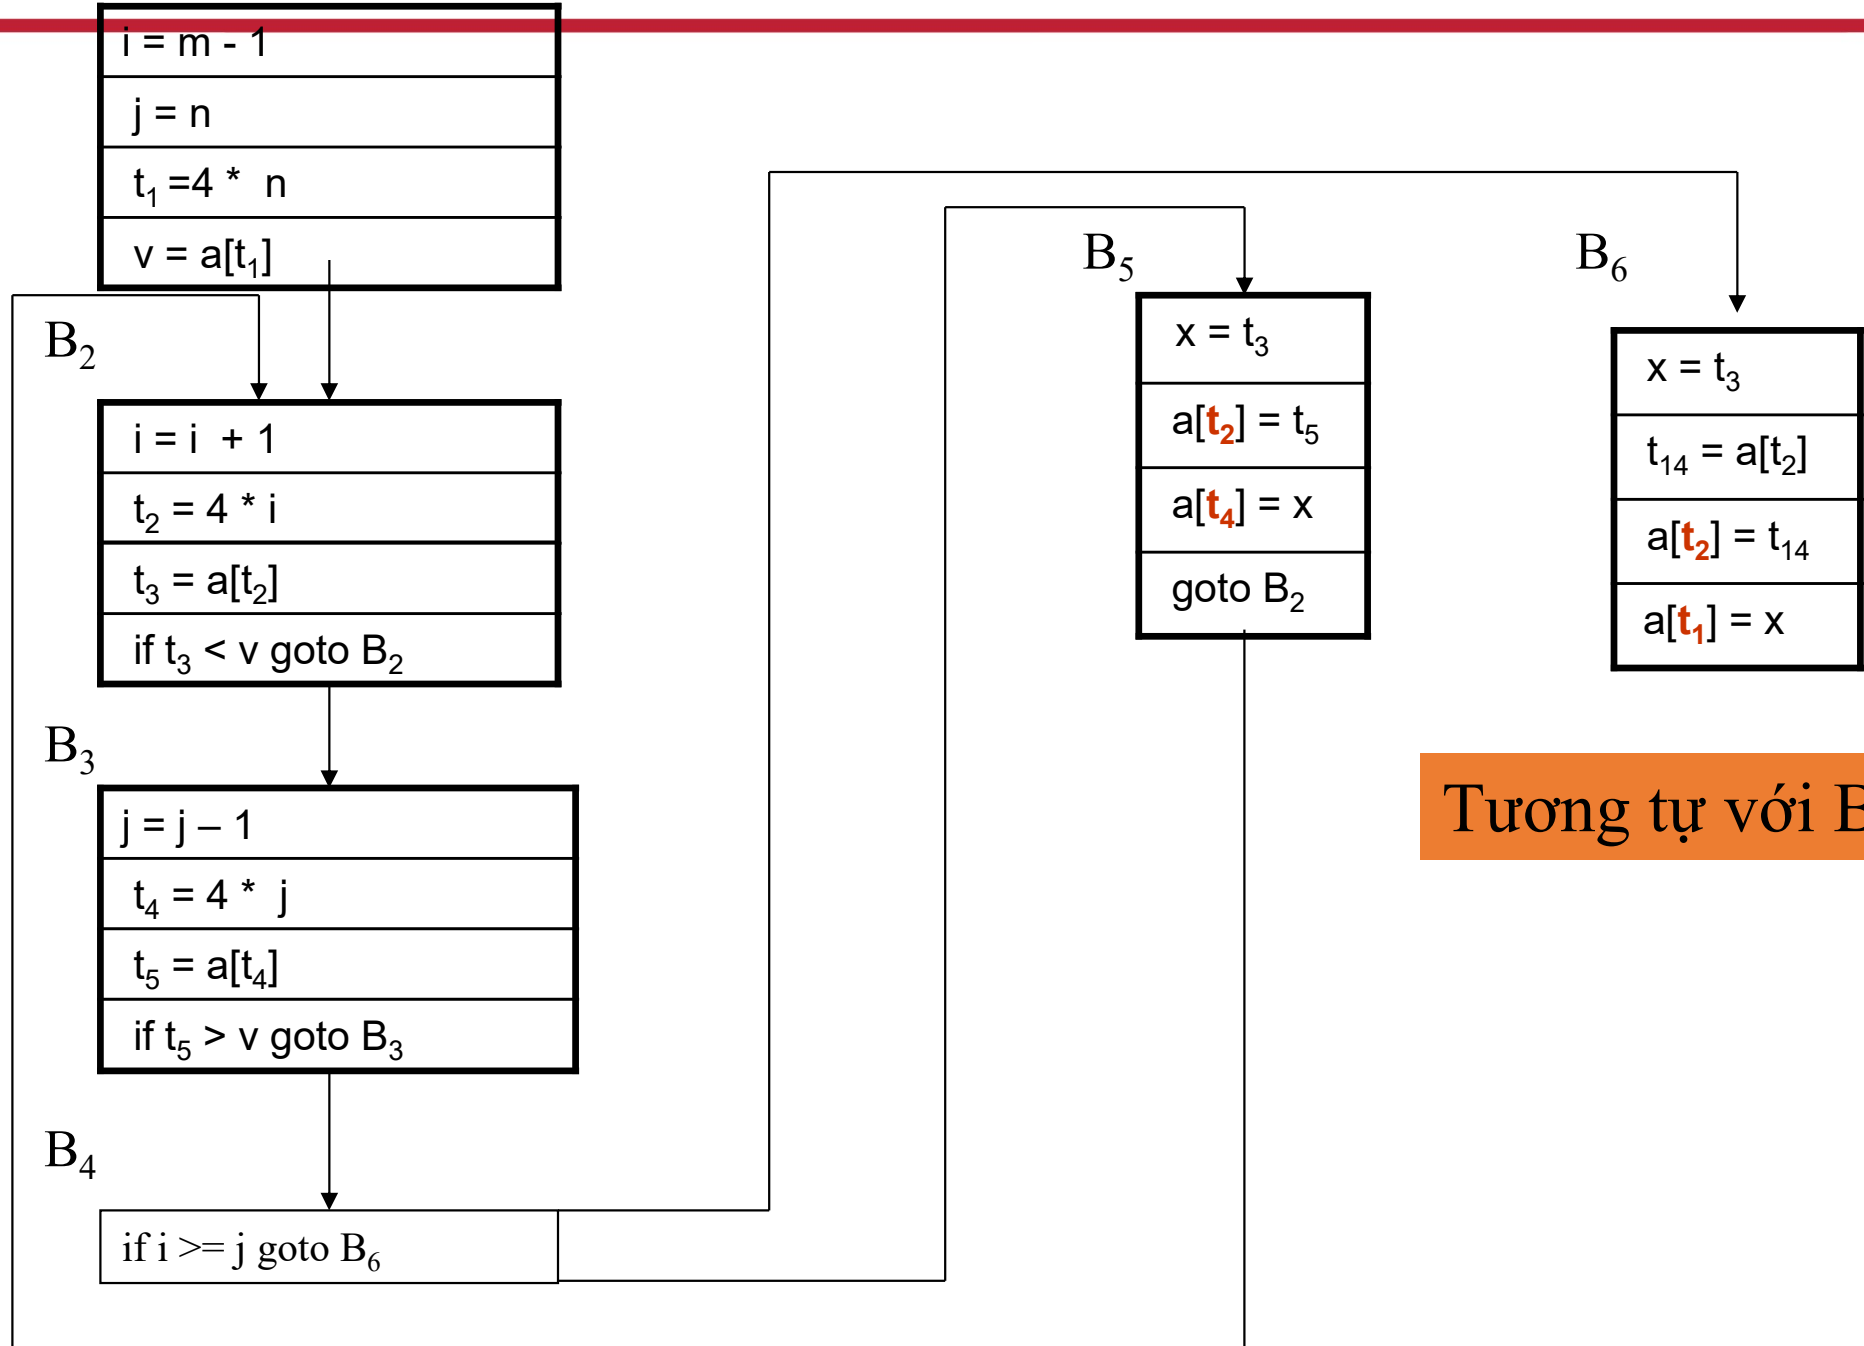 i = m - 1
j = n
t₁ =4 * n
v = a[t₁]
B₂
i = i + 1
t₂ = 4 * i
t₃ = a[t₂]
if t₃ < v goto B₂
B₃
j = j – 1
t₄ = 4 * j
t₅ = a[t₄]
if t₅ > v goto B₃
B₄
if i >= j goto B₆
B₅
x = t₃
a[t₂] = t₅
a[t₄] = x
goto B₂
B₆
x = t₃
t₁₄ = a[t₂]
a[t₂] = t₁₄
a[t₁] = x
Tương tự với